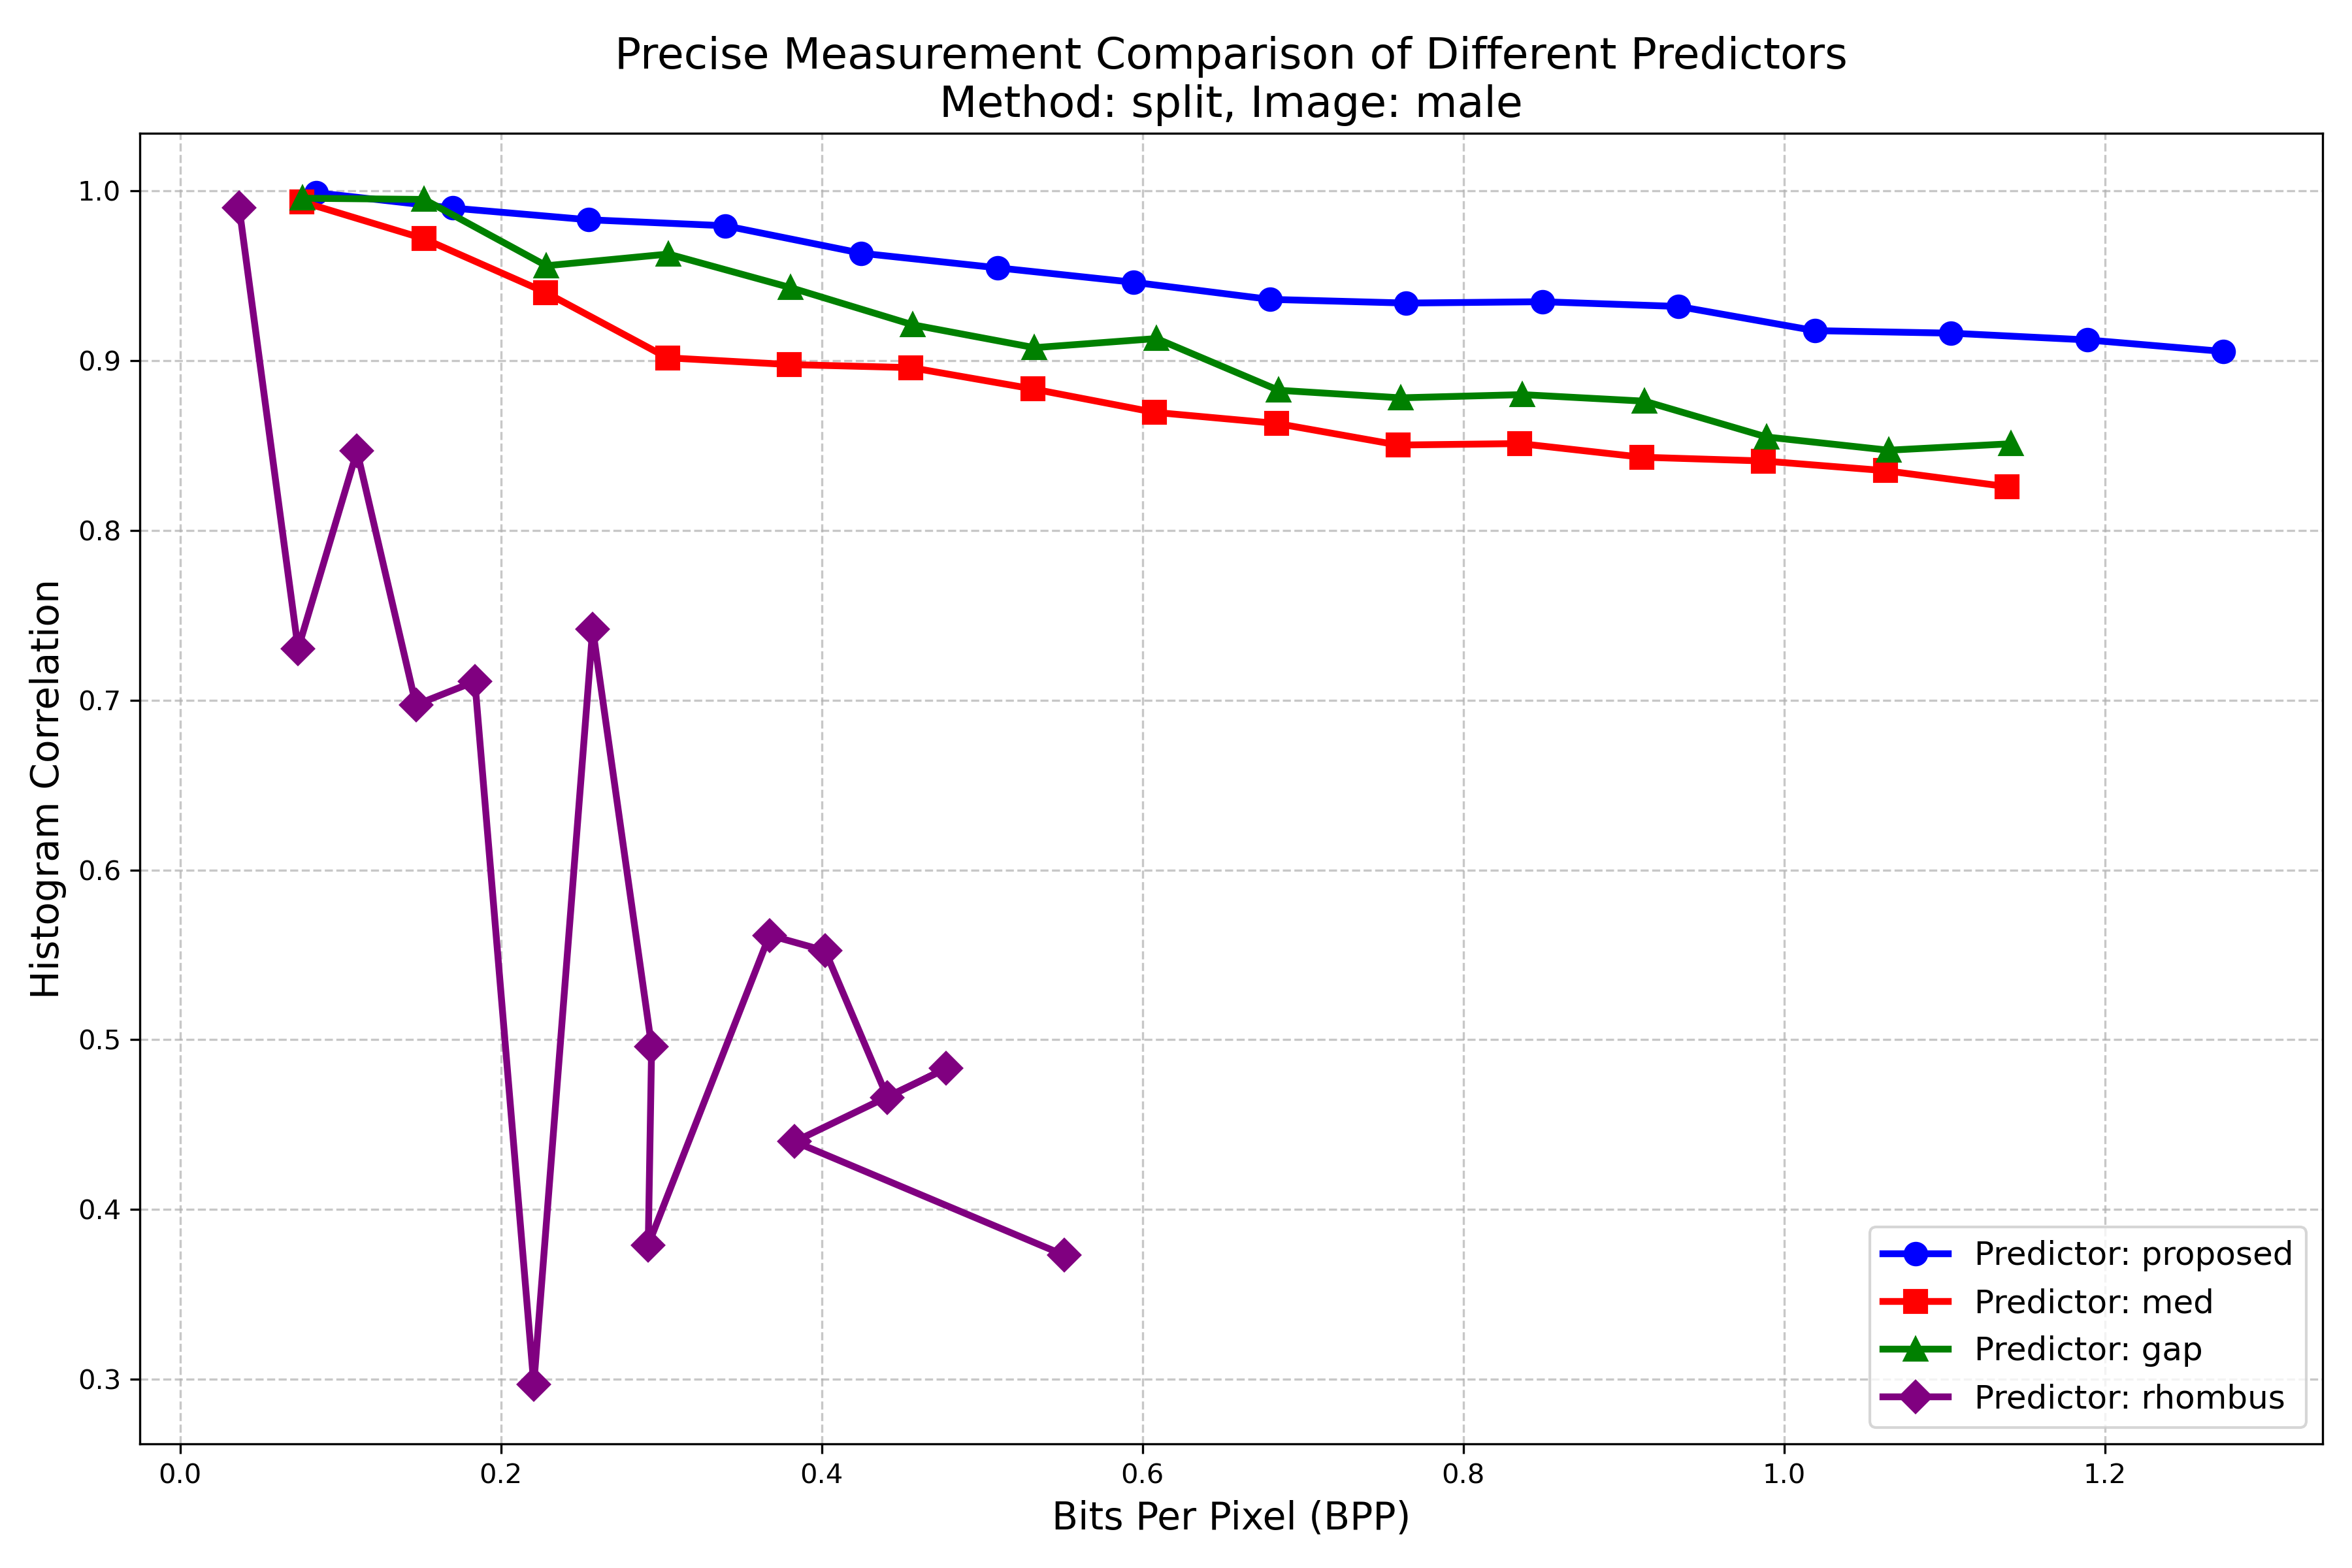 Precise Measurement Comparison of Different Predictors
Method: split, Image: male
Histogram Correlation
1.0
0.9
0.8
0.7
0.6
0.5
0.4
0.3
0.0 0.2 0.4 0.6 0.8 1.0 1.2
Bits Per Pixel (BPP)
Predictor: proposed
Predictor: med
Predictor: gap
Predictor: rhombus